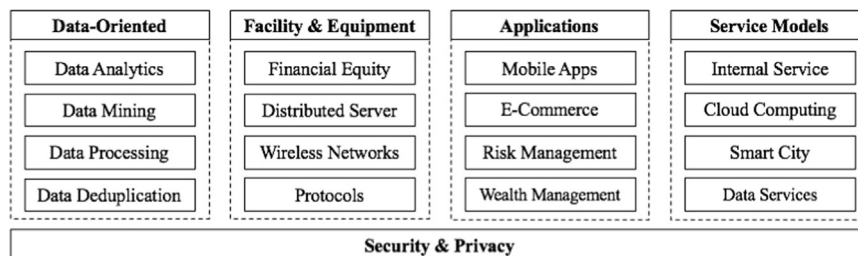 Data-Oriented
Data Analytics
Data Mining
Data Processing
Data Deduplication
Facility & Equipment
Financial Equity
Distributed Server
Wireless Networks
Protocols
Applications
Mobile Apps
E-Commerce
Risk Management
Wealth Management
Service Models
Internal Service
Cloud Computing
Smart City
Data Services
Security & Privacy